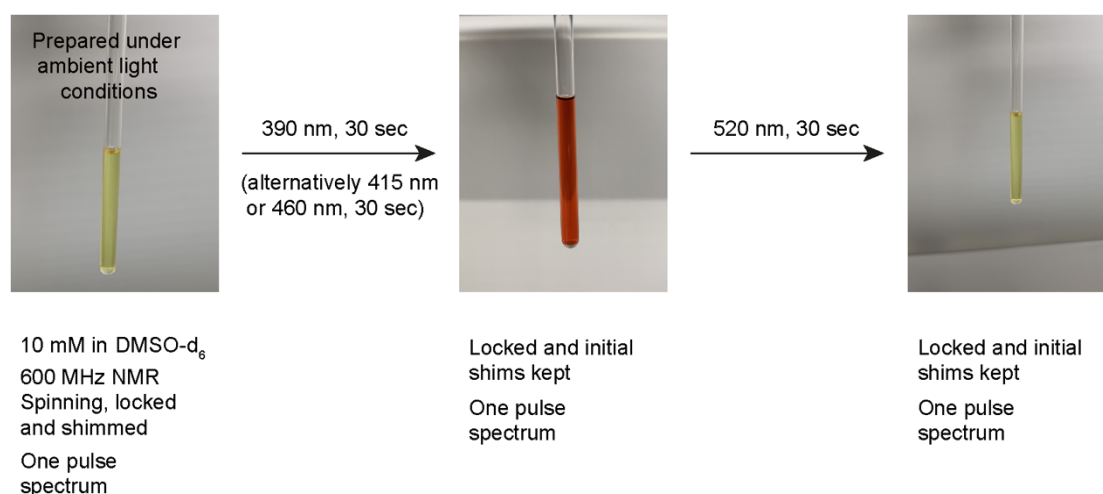 Prepared under
ambient light
conditions
390 nm, 30 sec
(alternatively 415 nm
or 460 nm, 30 sec)
520 nm, 30 sec
10 mM in DMSO-d₆
600 MHz NMR
Spinning, locked
and shimmed
One pulse
spectrum
Locked and initial
shims kept
One pulse
spectrum
Locked and initial
shims kept
One pulse
spectrum